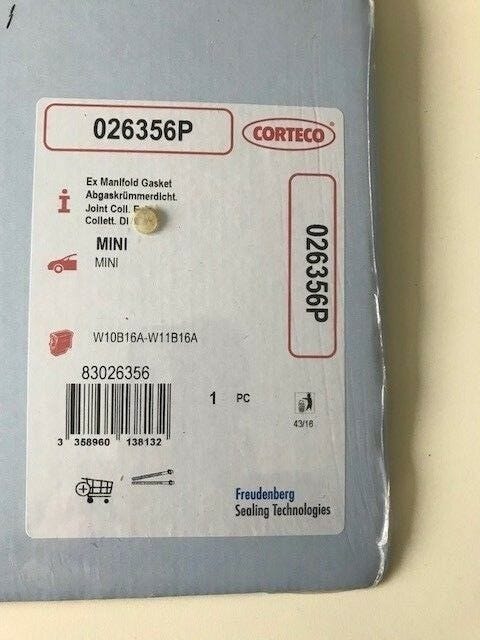 026356P
CORTECO
Ex Manifold Gasket
Abgaskrümmerdicht.
Joint Coll.
Collett. DI
MINI
MINI
026356P
W10B16A-W11B16A
83026356
1 PC
43/16
3 358960 138132
Freudenberg
Sealing Technologies